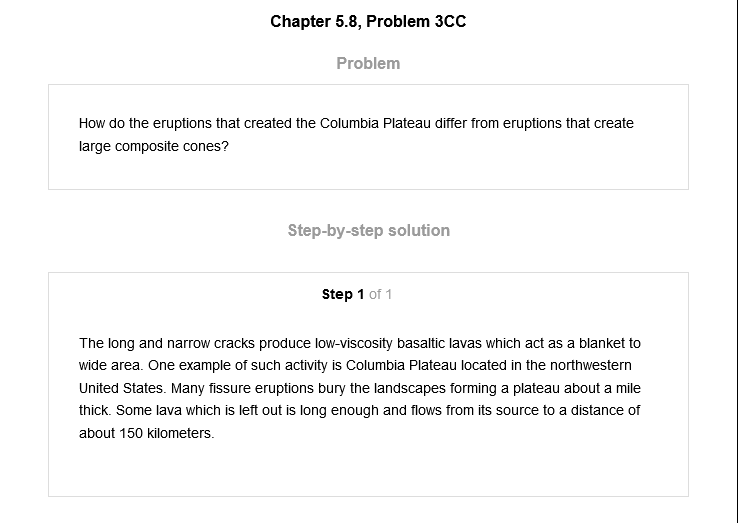 Chapter 5.8, Problem 3CC
Problem
How do the eruptions that created the Columbia Plateau differ from eruptions that create
large composite cones?
Step-by-step solution
Step 1 of 1
The long and narrow cracks produce low-viscosity basaltic lavas which act as a blanket to
wide area. One example of such activity is Columbia Plateau located in the northwestern
United States. Many fissure eruptions bury the landscapes forming a plateau about a mile
thick. Some lava which is left out is long enough and flows from its source to a distance of
about 150 kilometers.